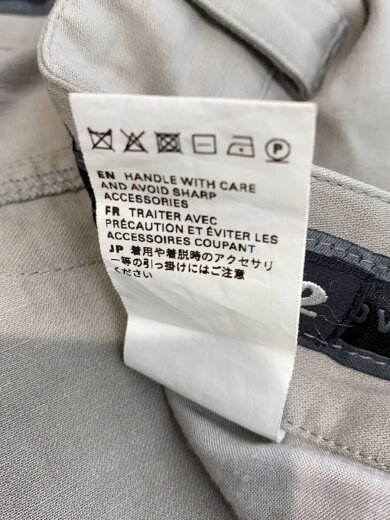 EN HANDLE WITH CARE
AND AVOID SHARP
ACCESSORIES
FR TRAITER AVEC
PRÉCAUTION ET ÉVITER LES
ACCESSOIRES COUPANT
JP 着用や着脱時のアクセサリ
ー等の引っ掛けにはご注意
ください
P